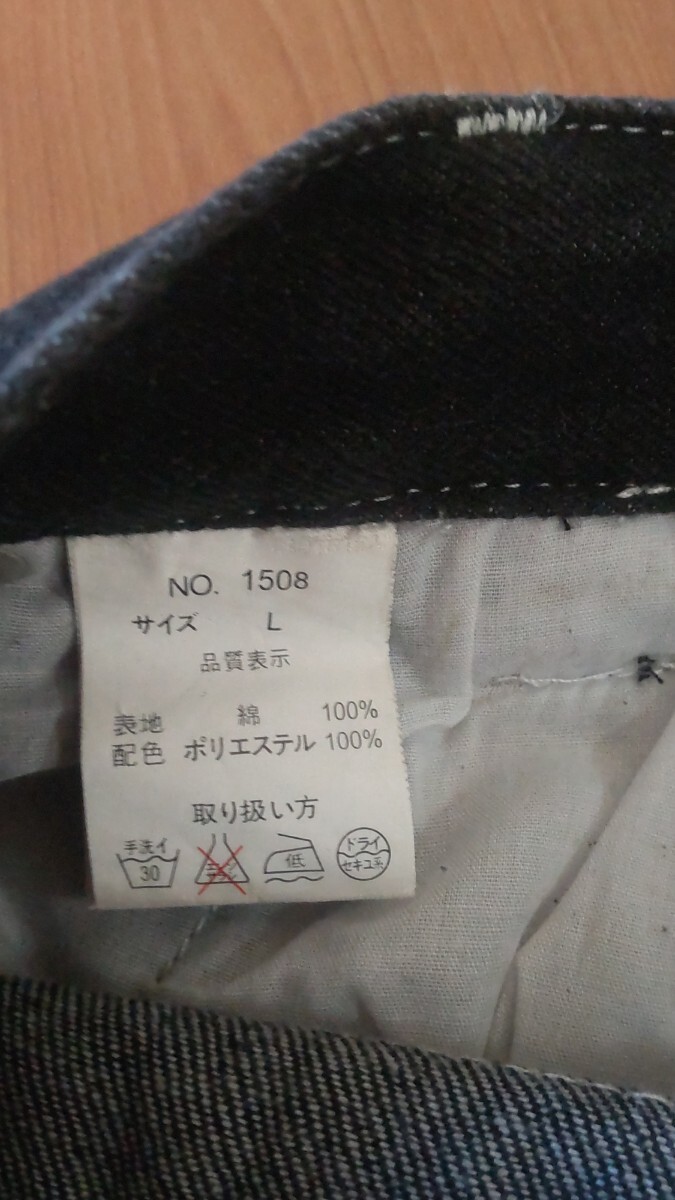 NO. 1508
サイズ L
品質表示
表地 綿 100%
配色 ポリエステル 100%
取り扱い方
手洗イ 30
低
ドライ セキユ系